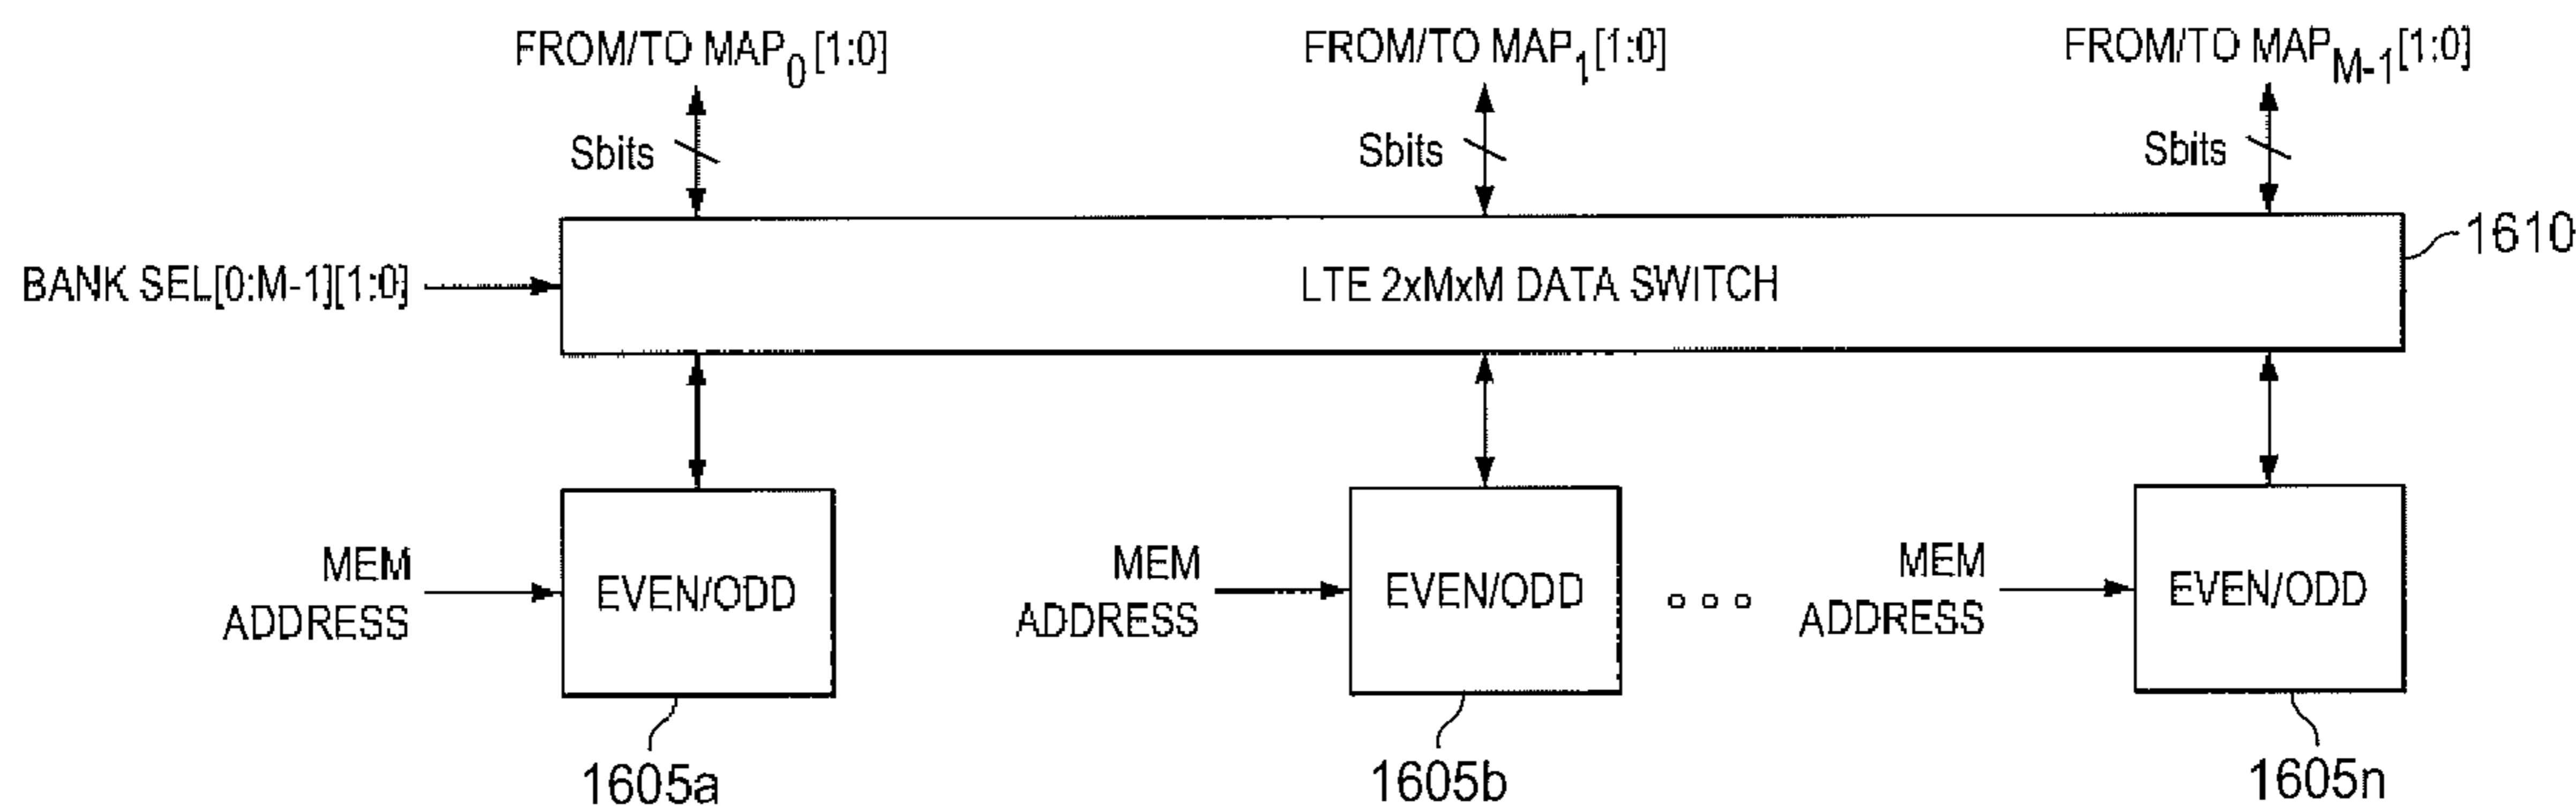 FROM/TO MAP0[1:0] FROM/TO MAP1[1:0] FROM/TO MAPM-1[1:0]
Sbits Sbits Sbits
1610
BANK SEL[0:M-1][1:0] LTE 2xMxM DATA SWITCH
MEM ADDRESS EVEN/ODD MEM ADDRESS EVEN/ODD MEM ADDRESS EVEN/ODD
1605a 1605b 1605n